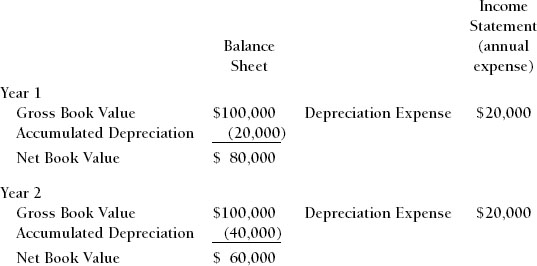 Income
Statement
Balance (annual
Sheet expense)
Year 1
Gross Book Value $100,000 Depreciation Expense $20,000
Accumulated Depreciation (20,000)
Net Book Value $ 80,000
Year 2
Gross Book Value $100,000 Depreciation Expense $20,000
Accumulated Depreciation (40,000)
Net Book Value $ 60,000